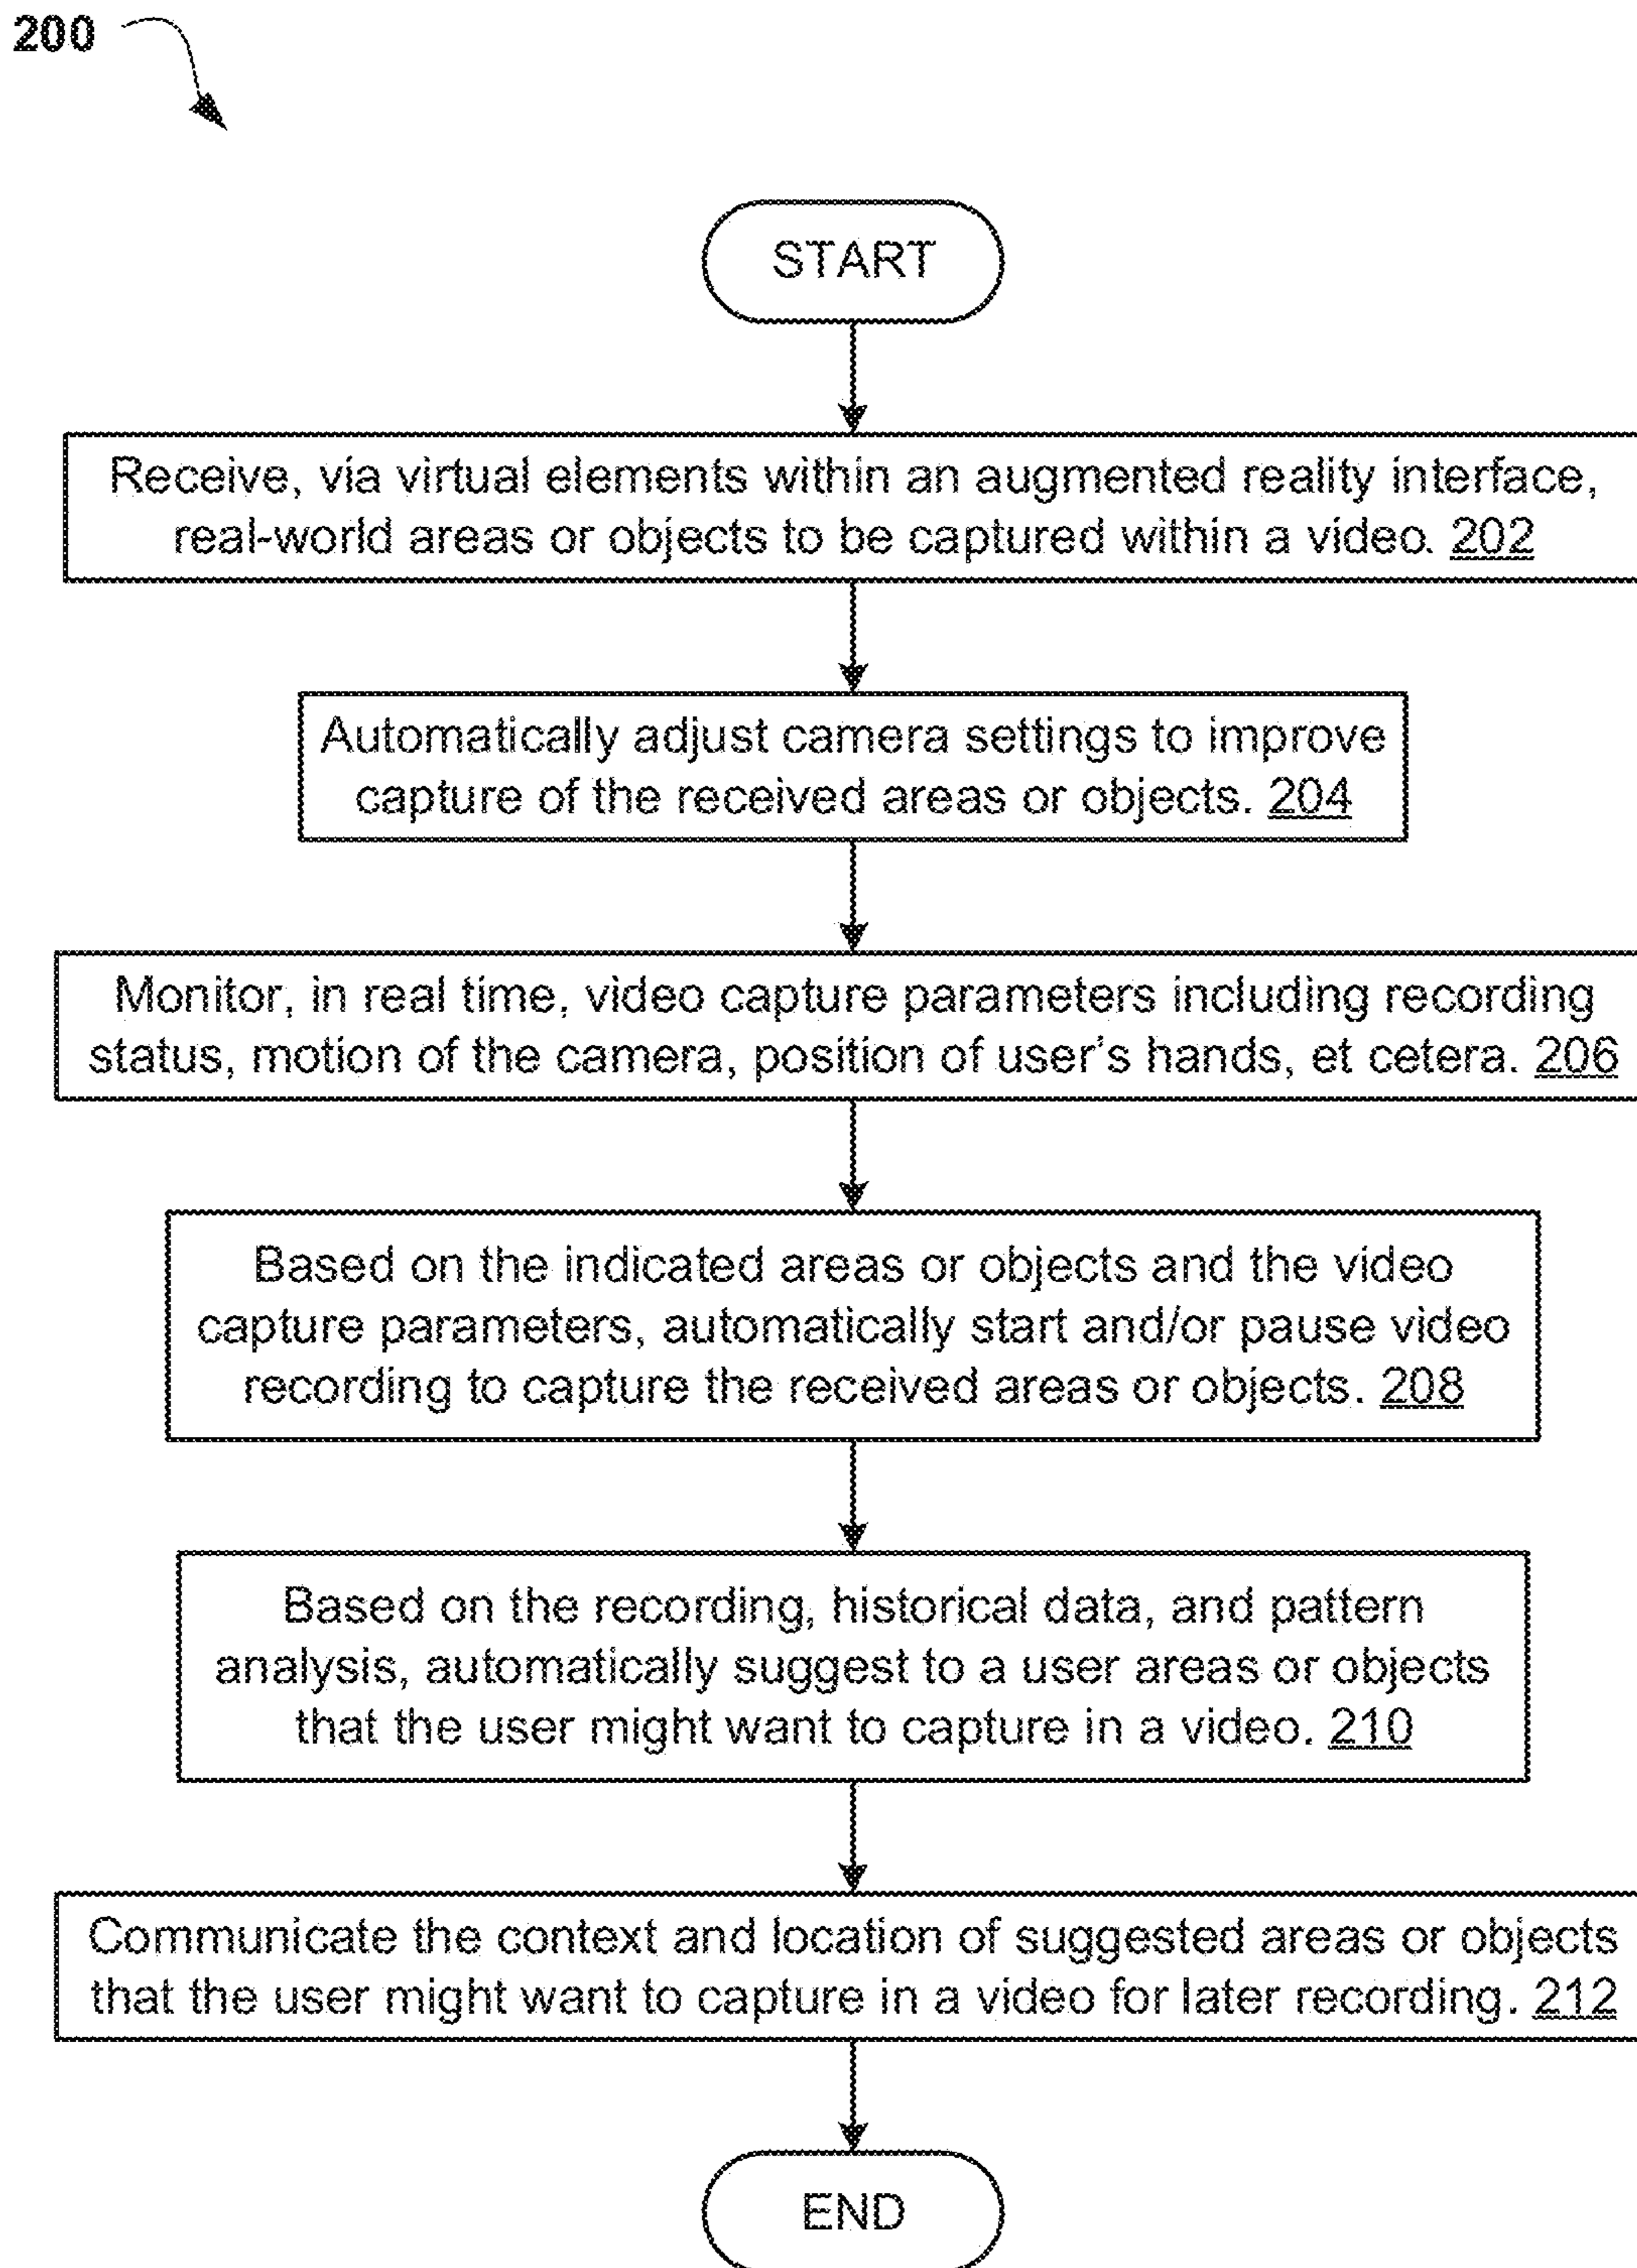 200
START
Receive, via virtual elements within an augmented reality interface,
real-world areas or objects to be captured within a video. 202
Automatically adjust camera settings to improve
capture of the received areas or objects. 204
Monitor, in real time, video capture parameters including recording
status, motion of the camera, position of user's hands, et cetera. 206
Based on the indicated areas or objects and the video
capture parameters, automatically start and/or pause video
recording to capture the received areas or objects. 208
Based on the recording, historical data, and pattern
analysis, automatically suggest to a user areas or objects
that the user might want to capture in a video. 210
Communicate the context and location of suggested areas or objects
that the user might want to capture in a video for later recording. 212
END